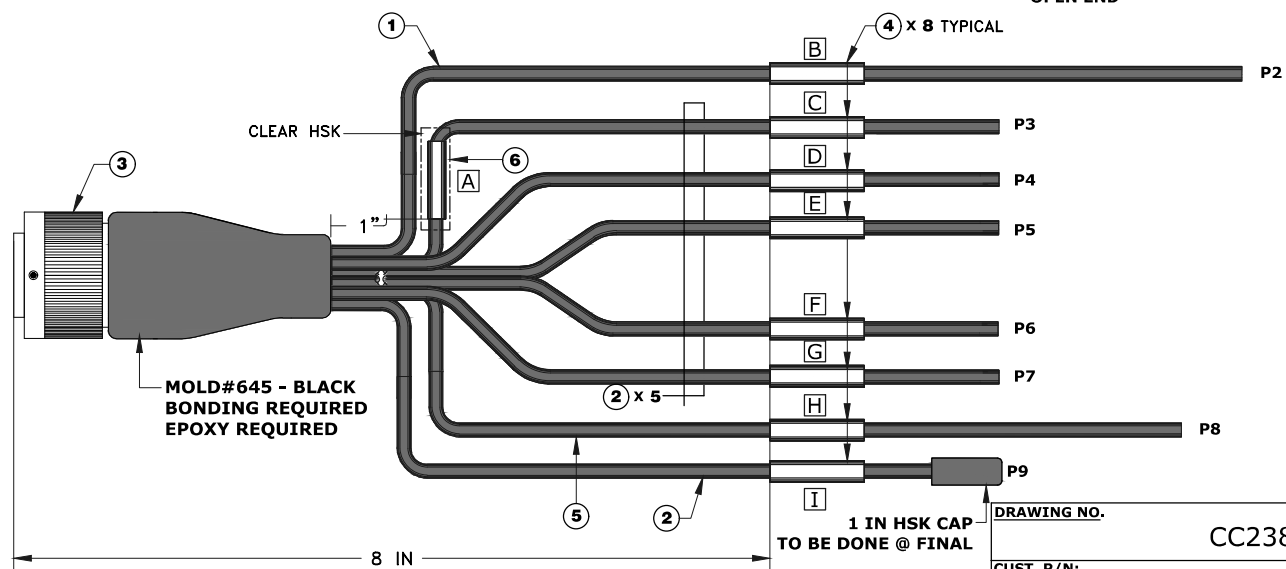 1
4 X 8 TYPICAL
B
P2
C
CLEAR HSK
P3
6
D
3
A
P4
E
1”
P5
F
P6
G
MOLD#645 - BLACK
BONDING REQUIRED
EPOXY REQUIRED
2 X 5
P7
H
P8
P9
5
2
I
1 IN HSK CAP
TO BE DONE @ FINAL
DRAWING NO.
CC238
8 IN